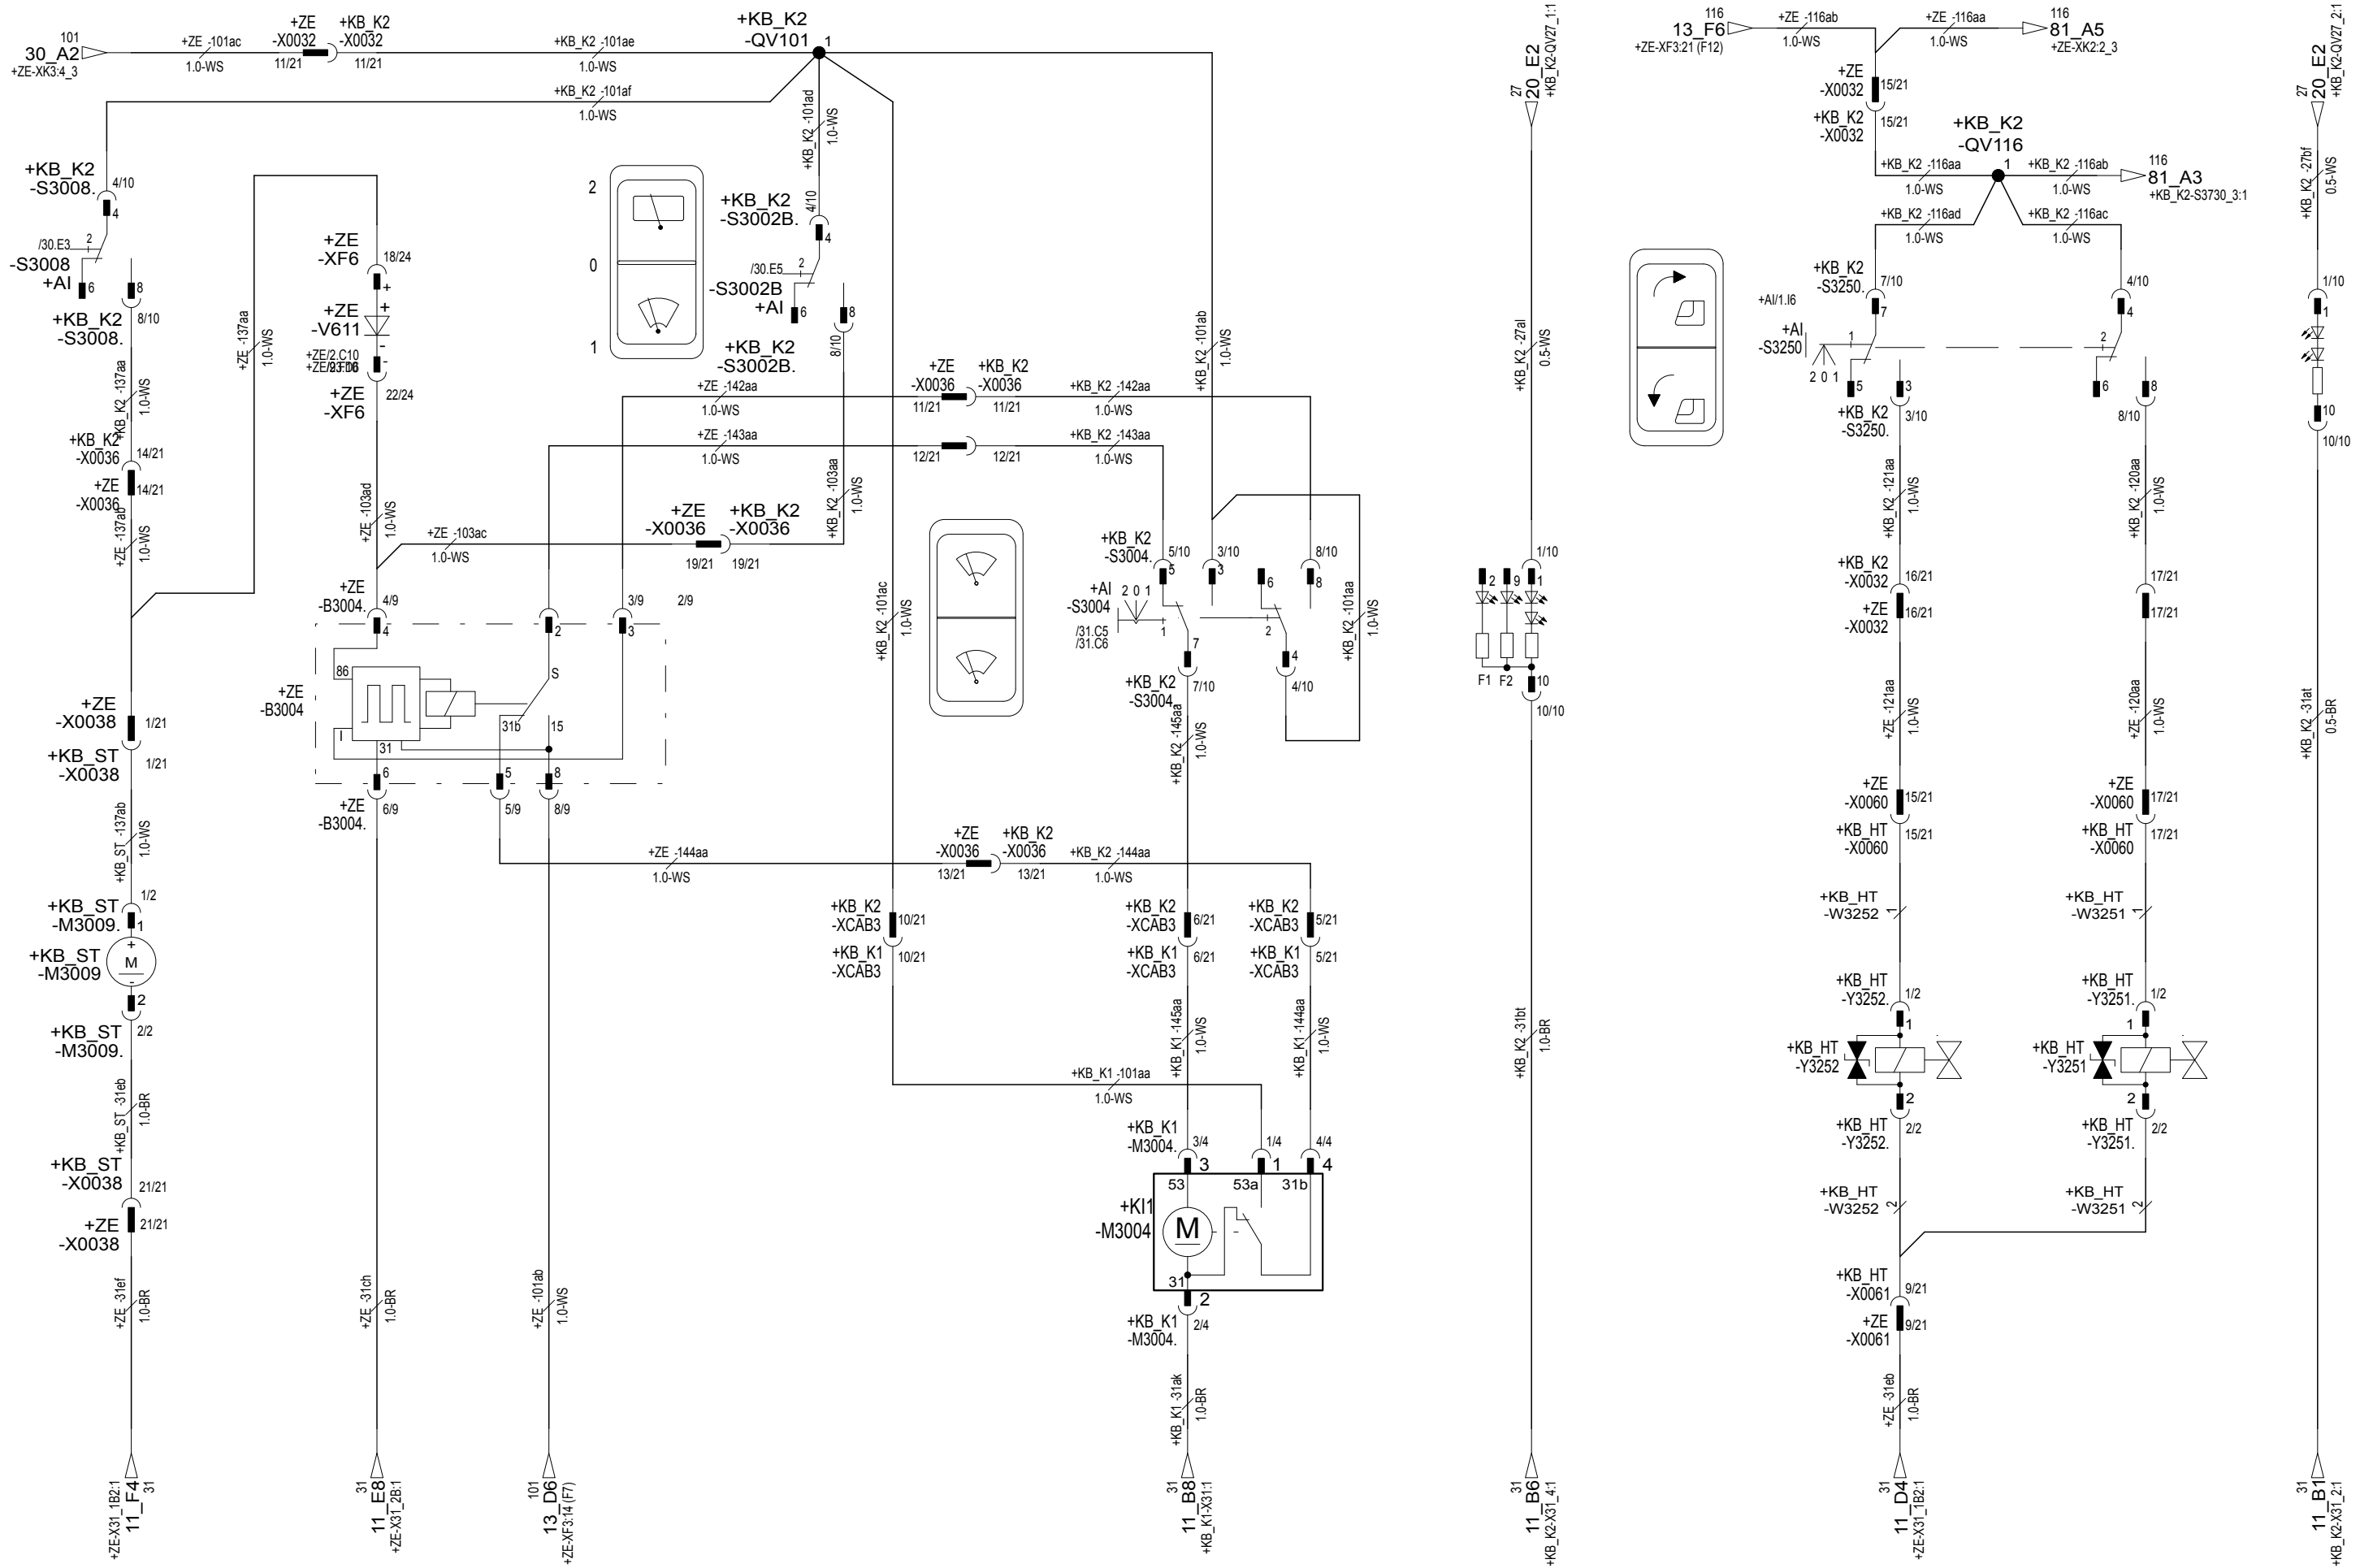 101
30_A2
+ZE-XK3:4_3
+ZE -101ac
1.0-WS
+ZE
-X0032
11/21
+KB_K2
-X0032
11/21
+KB_K2 -101ae
1.0-WS
+KB_K2 -101af
1.0-WS
+KB_K2
-QV101
1
+KB_K2 -101ad
1.0-WS
+KB_K2
-S3008.
4/10
4
/30.E3
2
-S3008
+AI
6
8
+KB_K2
-S3008.
8/10
+KB_K2 -137aa
1.0-WS
+KB_K2
-X0036
14/21
+ZE
-X0036
14/21
+ZE -137ab
1.0-WS
+ZE -137aa
1.0-WS
+ZE
-XF6
18/24
+
+ZE
-V611
+
-
+ZE/2.C10
-
+ZE
-XF6
22/24
+ZE -103ad
1.0-WS
+ZE -103ac
1.0-WS
+ZE
-X0036
19/21
+KB_K2
-X0036
19/21
2
0
1
+KB_K2
-S3002B.
4/10
4
/30.E5
2
-S3002B
+AI
6
8
+KB_K2
-S3002B.
8/10
+KB_K2 -103aa
1.0-WS
+ZE -142aa
1.0-WS
+ZE
-X0036
11/21
+KB_K2
-X0036
11/21
+KB_K2 -142aa
1.0-WS
+ZE -143aa
1.0-WS
12/21
12/21
+KB_K2 -143aa
1.0-WS
+KB_K2 -101ab
1.0-WS
+KB_K2 -101ac
1.0-WS
+KB_K2 -101aa
1.0-WS
+ZE
-B3004.
4/9
4
2
3/9
3
2/9
+ZE
-B3004
86
I
31
S
31b
15
6
5
8
+ZE
-B3004.
6/9
5/9
8/9
+KB_K2
-S3004.
5/10
5
3/10
3
6
8/10
8
+AI
-S3004
2 0 1
1
2
/31.C5
/31.C6
7
4
+KB_K2
-S3004.
7/10
4/10
+KB_K2 -145aa
1.0-WS
+ZE
-X0038
1/21
+KB_ST
-X0038
1/21
+KB_ST -137ab
1.0-WS
+KB_ST
-M3009.
1/2
1
+KB_ST
-M3009
+
M
-
2
+KB_ST
-M3009.
2/2
+KB_ST -31eb
1.0-BR
+KB_ST
-X0038
21/21
+ZE
-X0038
21/21
+ZE -31ef
1.0-BR
31
11_F4
+ZE-X31_1B2:1
+ZE -31ch
1.0-BR
31
11_E8
+ZE-X31_2B:1
+ZE -101ab
1.0-WS
101
13_D6
+ZE-XF3:14 (F7)
+ZE -144aa
1.0-WS
+ZE
-X0036
13/21
+KB_K2
-X0036
13/21
+KB_K2 -144aa
1.0-WS
+KB_K2
-XCAB3
10/21
+KB_K1
-XCAB3
10/21
+KB_K2
-XCAB3
6/21
+KB_K1
-XCAB3
6/21
+KB_K2
-XCAB3
5/21
+KB_K1
-XCAB3
5/21
+KB_K1 -145aa
1.0-WS
+KB_K1 -144aa
1.0-WS
+KB_K1 -101aa
1.0-WS
+KB_K1
-M3004.
3/4
3
1/4
1
4/4
4
53
53a
31b
+KI1
-M3004
M
31
2
+KB_K1
-M3004.
2/4
+KB_K1 -31ak
1.0-BR
31
11_B8
+KB_K1-X31:1
27
20_E2
+KB_K2-QV27_1:1
+KB_K2 -27al
0.5-WS
1/10
2
9
1
F1
F2
10
10/10
+KB_K2 -31bt
1.0-BR
31
11_B6
+KB_K2-X31_4:1
116
13_F6
+ZE-XF3:21 (F12)
+ZE -116ab
1.0-WS
+ZE -116aa
1.0-WS
116
81_A5
+ZE-XK2:2_3
+ZE
-X0032
15/21
+KB_K2
-X0032
15/21
+KB_K2
-QV116
1
+KB_K2 -116aa
1.0-WS
+KB_K2 -116ab
1.0-WS
116
81_A3
+KB_K2-S3730_3:1
+KB_K2 -116ad
1.0-WS
+KB_K2 -116ac
1.0-WS
+KB_K2
-S3250.
7/10
7
4/10
4
+AI/1.I6
+AI
-S3250
1
2 0 1
2
5
3
6
8
+KB_K2
-S3250.
3/10
8/10
+KB_K2 -121aa
1.0-WS
+KB_K2 -120aa
1.0-WS
+KB_K2
-X0032
16/21
+ZE
-X0032
16/21
17/21
17/21
+ZE -121aa
1.0-WS
+ZE -120aa
1.0-WS
+ZE
-X0060
15/21
+KB_HT
-X0060
15/21
+ZE
-X0060
17/21
+KB_HT
-X0060
17/21
+KB_HT
-W3252
1
+KB_HT
-W3251
1
+KB_HT
-Y3252.
1/2
1
+KB_HT
-Y3251.
1/2
1
+KB_HT
-Y3252
+KB_HT
-Y3251
2
2
+KB_HT
-Y3252.
2/2
+KB_HT
-Y3251.
2/2
+KB_HT
-W3252
2
+KB_HT
-W3251
2
+KB_HT
-X0061
9/21
+ZE
-X0061
9/21
+ZE -31eb
1.0-BR
31
11_D4
+ZE-X31_1B2:1
27
20_E2
+KB_K2-QV27_2:1
+KB_K2 -27bf
0.5-WS
1/10
1
10
10/10
+KB_K2 -31at
0.5-BR
31
11_B1
+KB_K2-X31_2:1